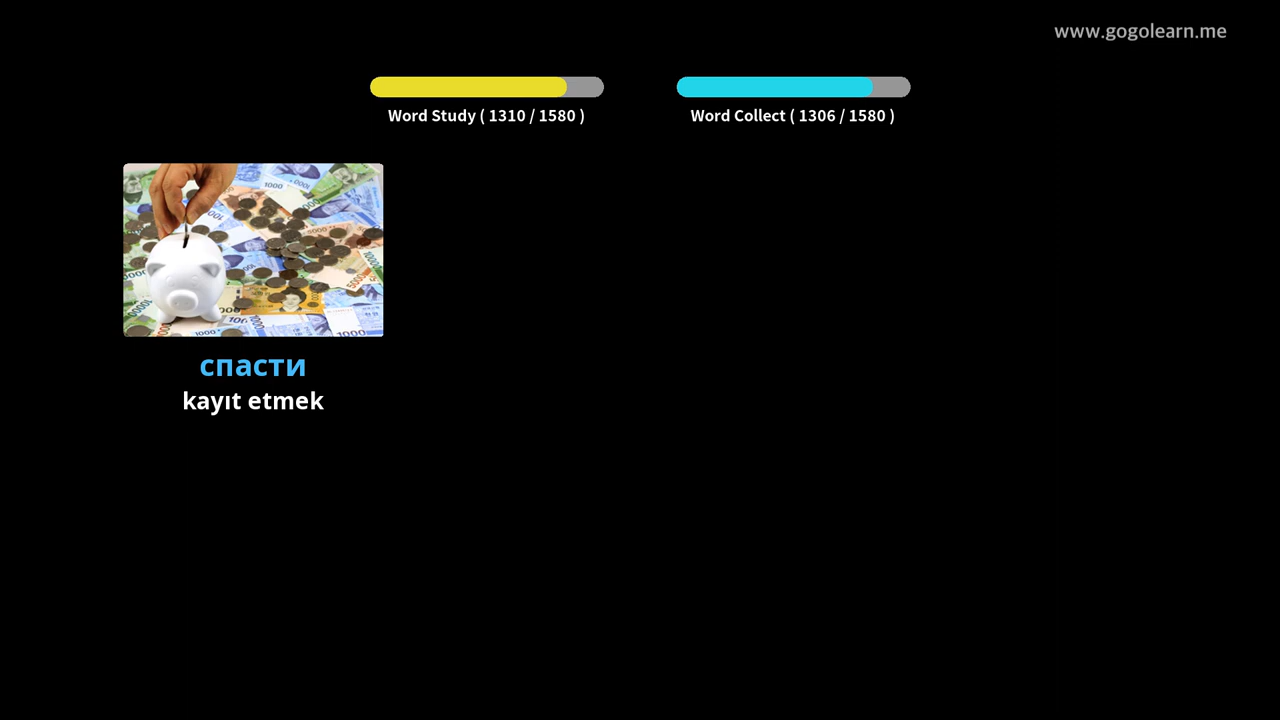 www.gogolearn.me
Word Study ( 1310 / 1580 )
Word Collect ( 1306 / 1580 )
спасти
kayıt etmek